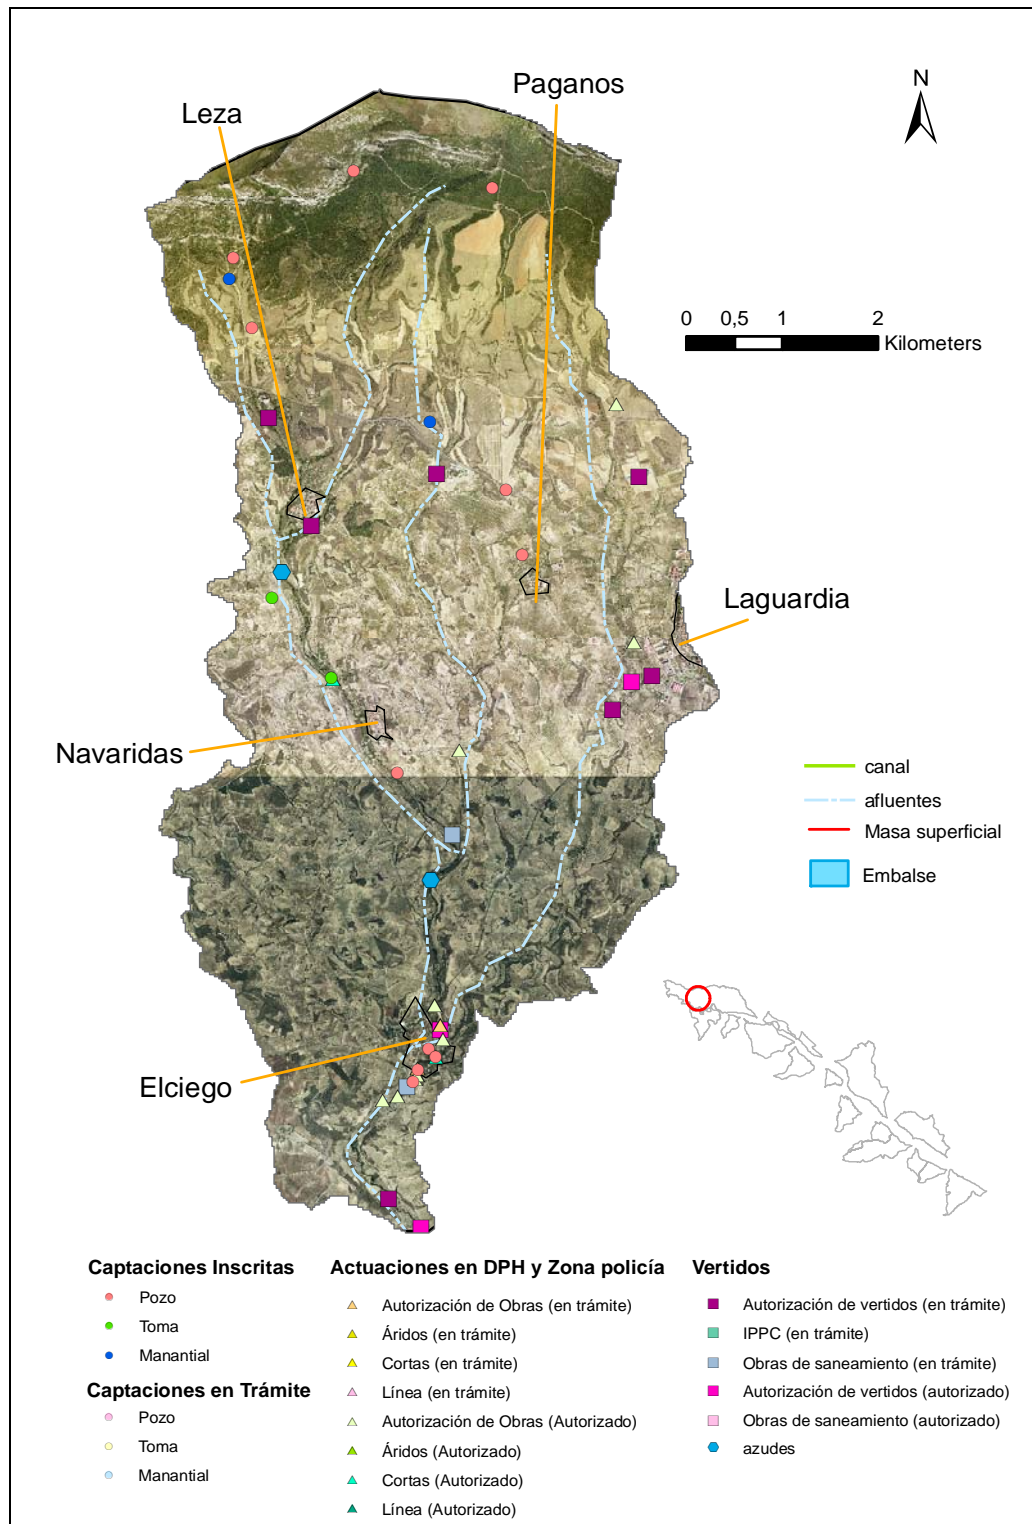 Paganos
Leza
N
0 0,5 1 2
Kilometers
Laguardia
Navaridas
canal
afluentes
Masa superficial
Embalse
Elciego
Captaciones Inscritas
Pozo
Toma
Manantial
Captaciones en Trámite
Pozo
Toma
Manantial
Actuaciones en DPH y Zona policía
Autorización de Obras (en trámite)
Áridos (en trámite)
Cortas (en trámite)
Línea (en trámite)
Autorización de Obras (Autorizado)
Áridos (Autorizado)
Cortas (Autorizado)
Línea (Autorizado)
Vertidos
Autorización de vertidos (en trámite)
IPPC (en trámite)
Obras de saneamiento (en trámite)
Autorización de vertidos (autorizado)
Obras de saneamiento (autorizado)
azudes